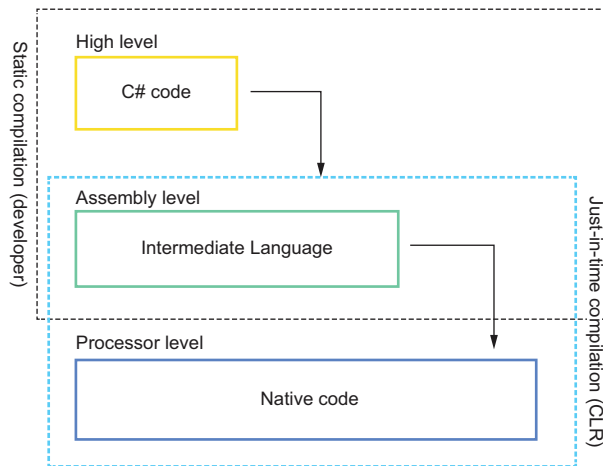 Static compilation (developer)
High level
C# code
Assembly level
Intermediate Language
Processor level
Native code
Just-in-time compilation (CLR)